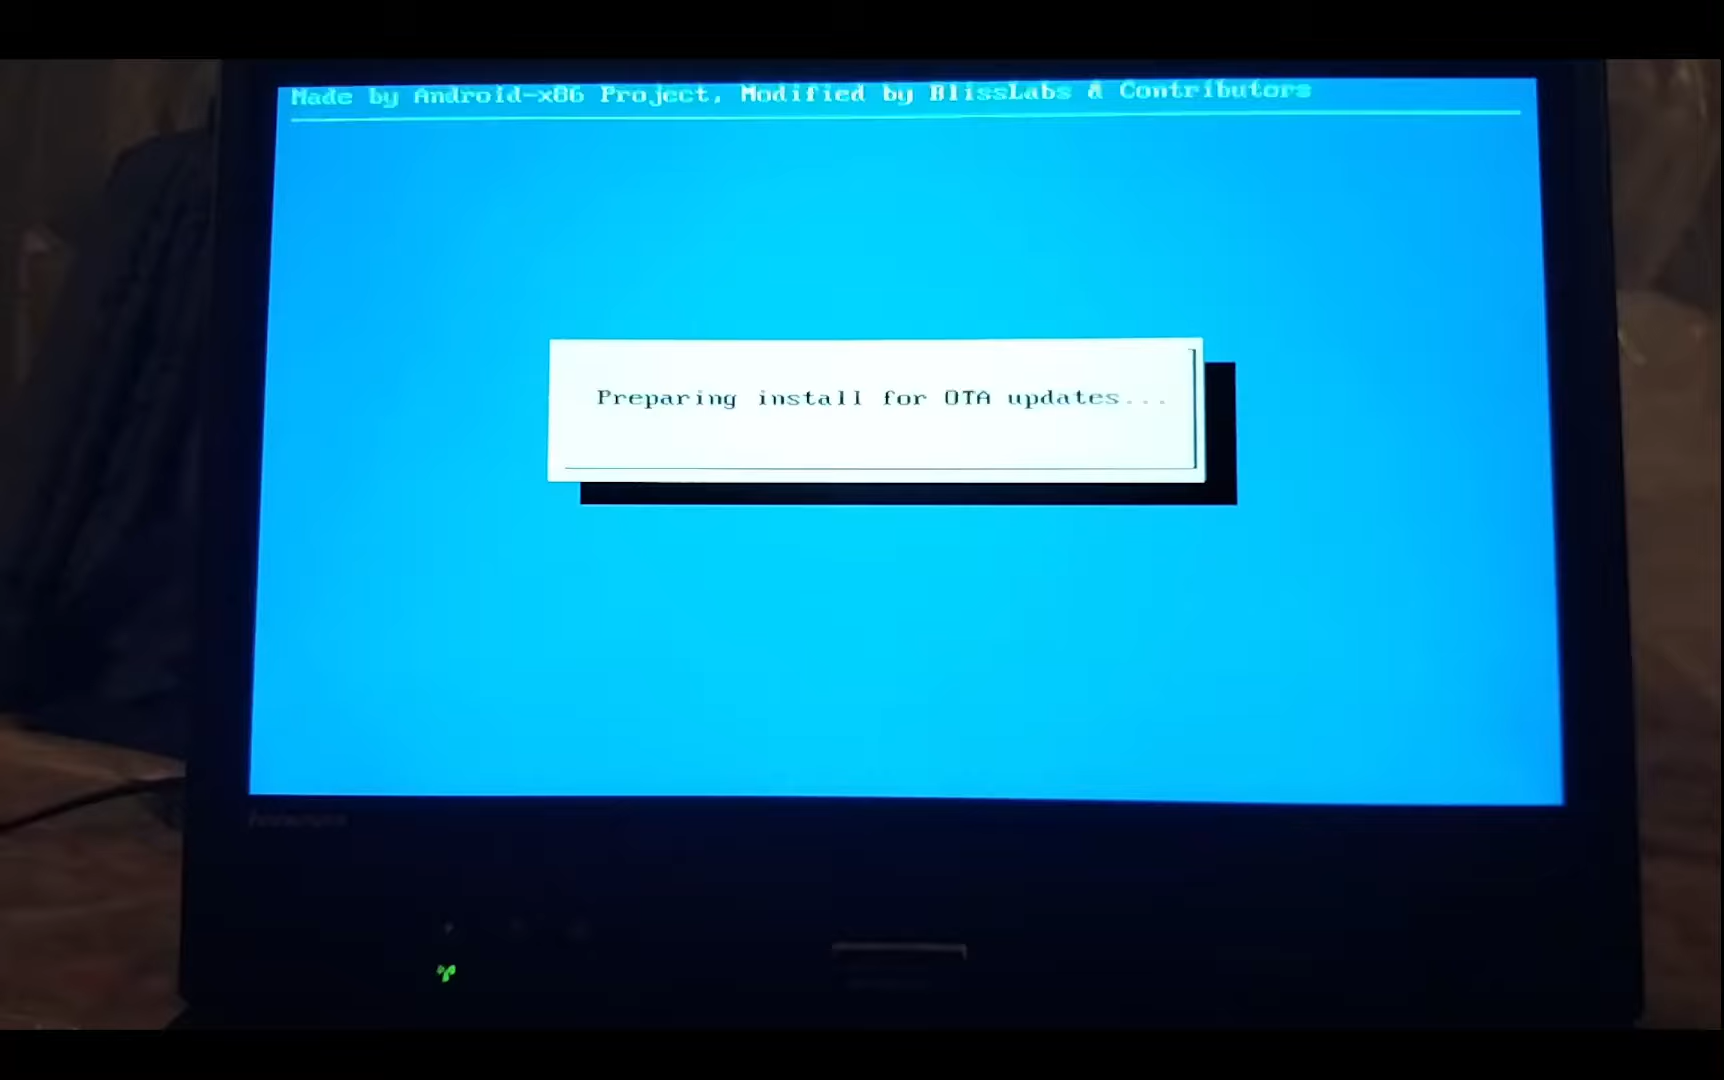 Made by Android-x86 Project, Modified by BlissLabs & Contributors
Preparing install for OTA updates...